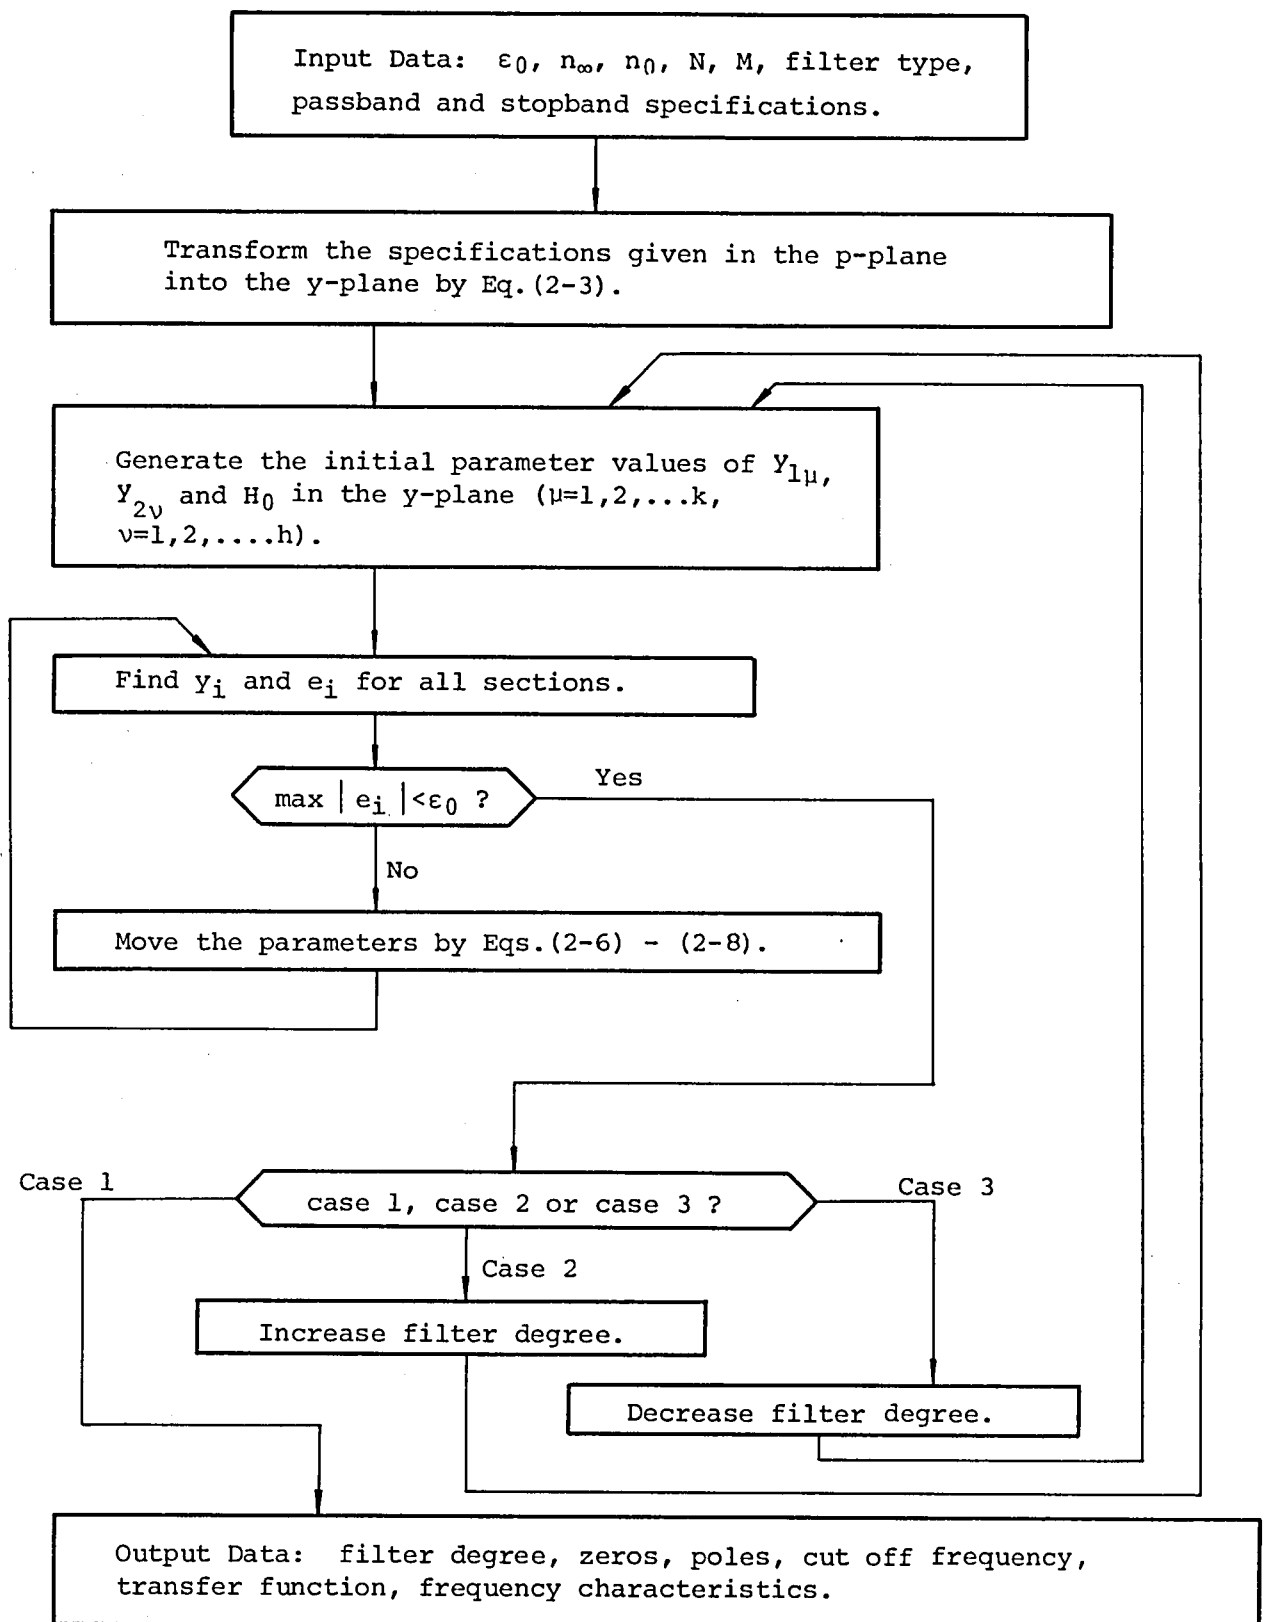 Input Data: ε0, n∞, n0, N, M, filter type,
passband and stopband specifications.
Transform the specifications given in the p-plane
into the y-plane by Eq.(2-3).
Generate the initial parameter values of Y1μ,
Y2ν and H0 in the y-plane (μ=1,2,...k,
ν=1,2,....h).
Find yi and ei for all sections.
max |ei|<ε0 ?
Yes
No
Move the parameters by Eqs.(2-6) - (2-8).
Case 1
case 1, case 2 or case 3 ?
Case 3
Case 2
Increase filter degree.
Decrease filter degree.
Output Data: filter degree, zeros, poles, cut off frequency,
transfer function, frequency characteristics.